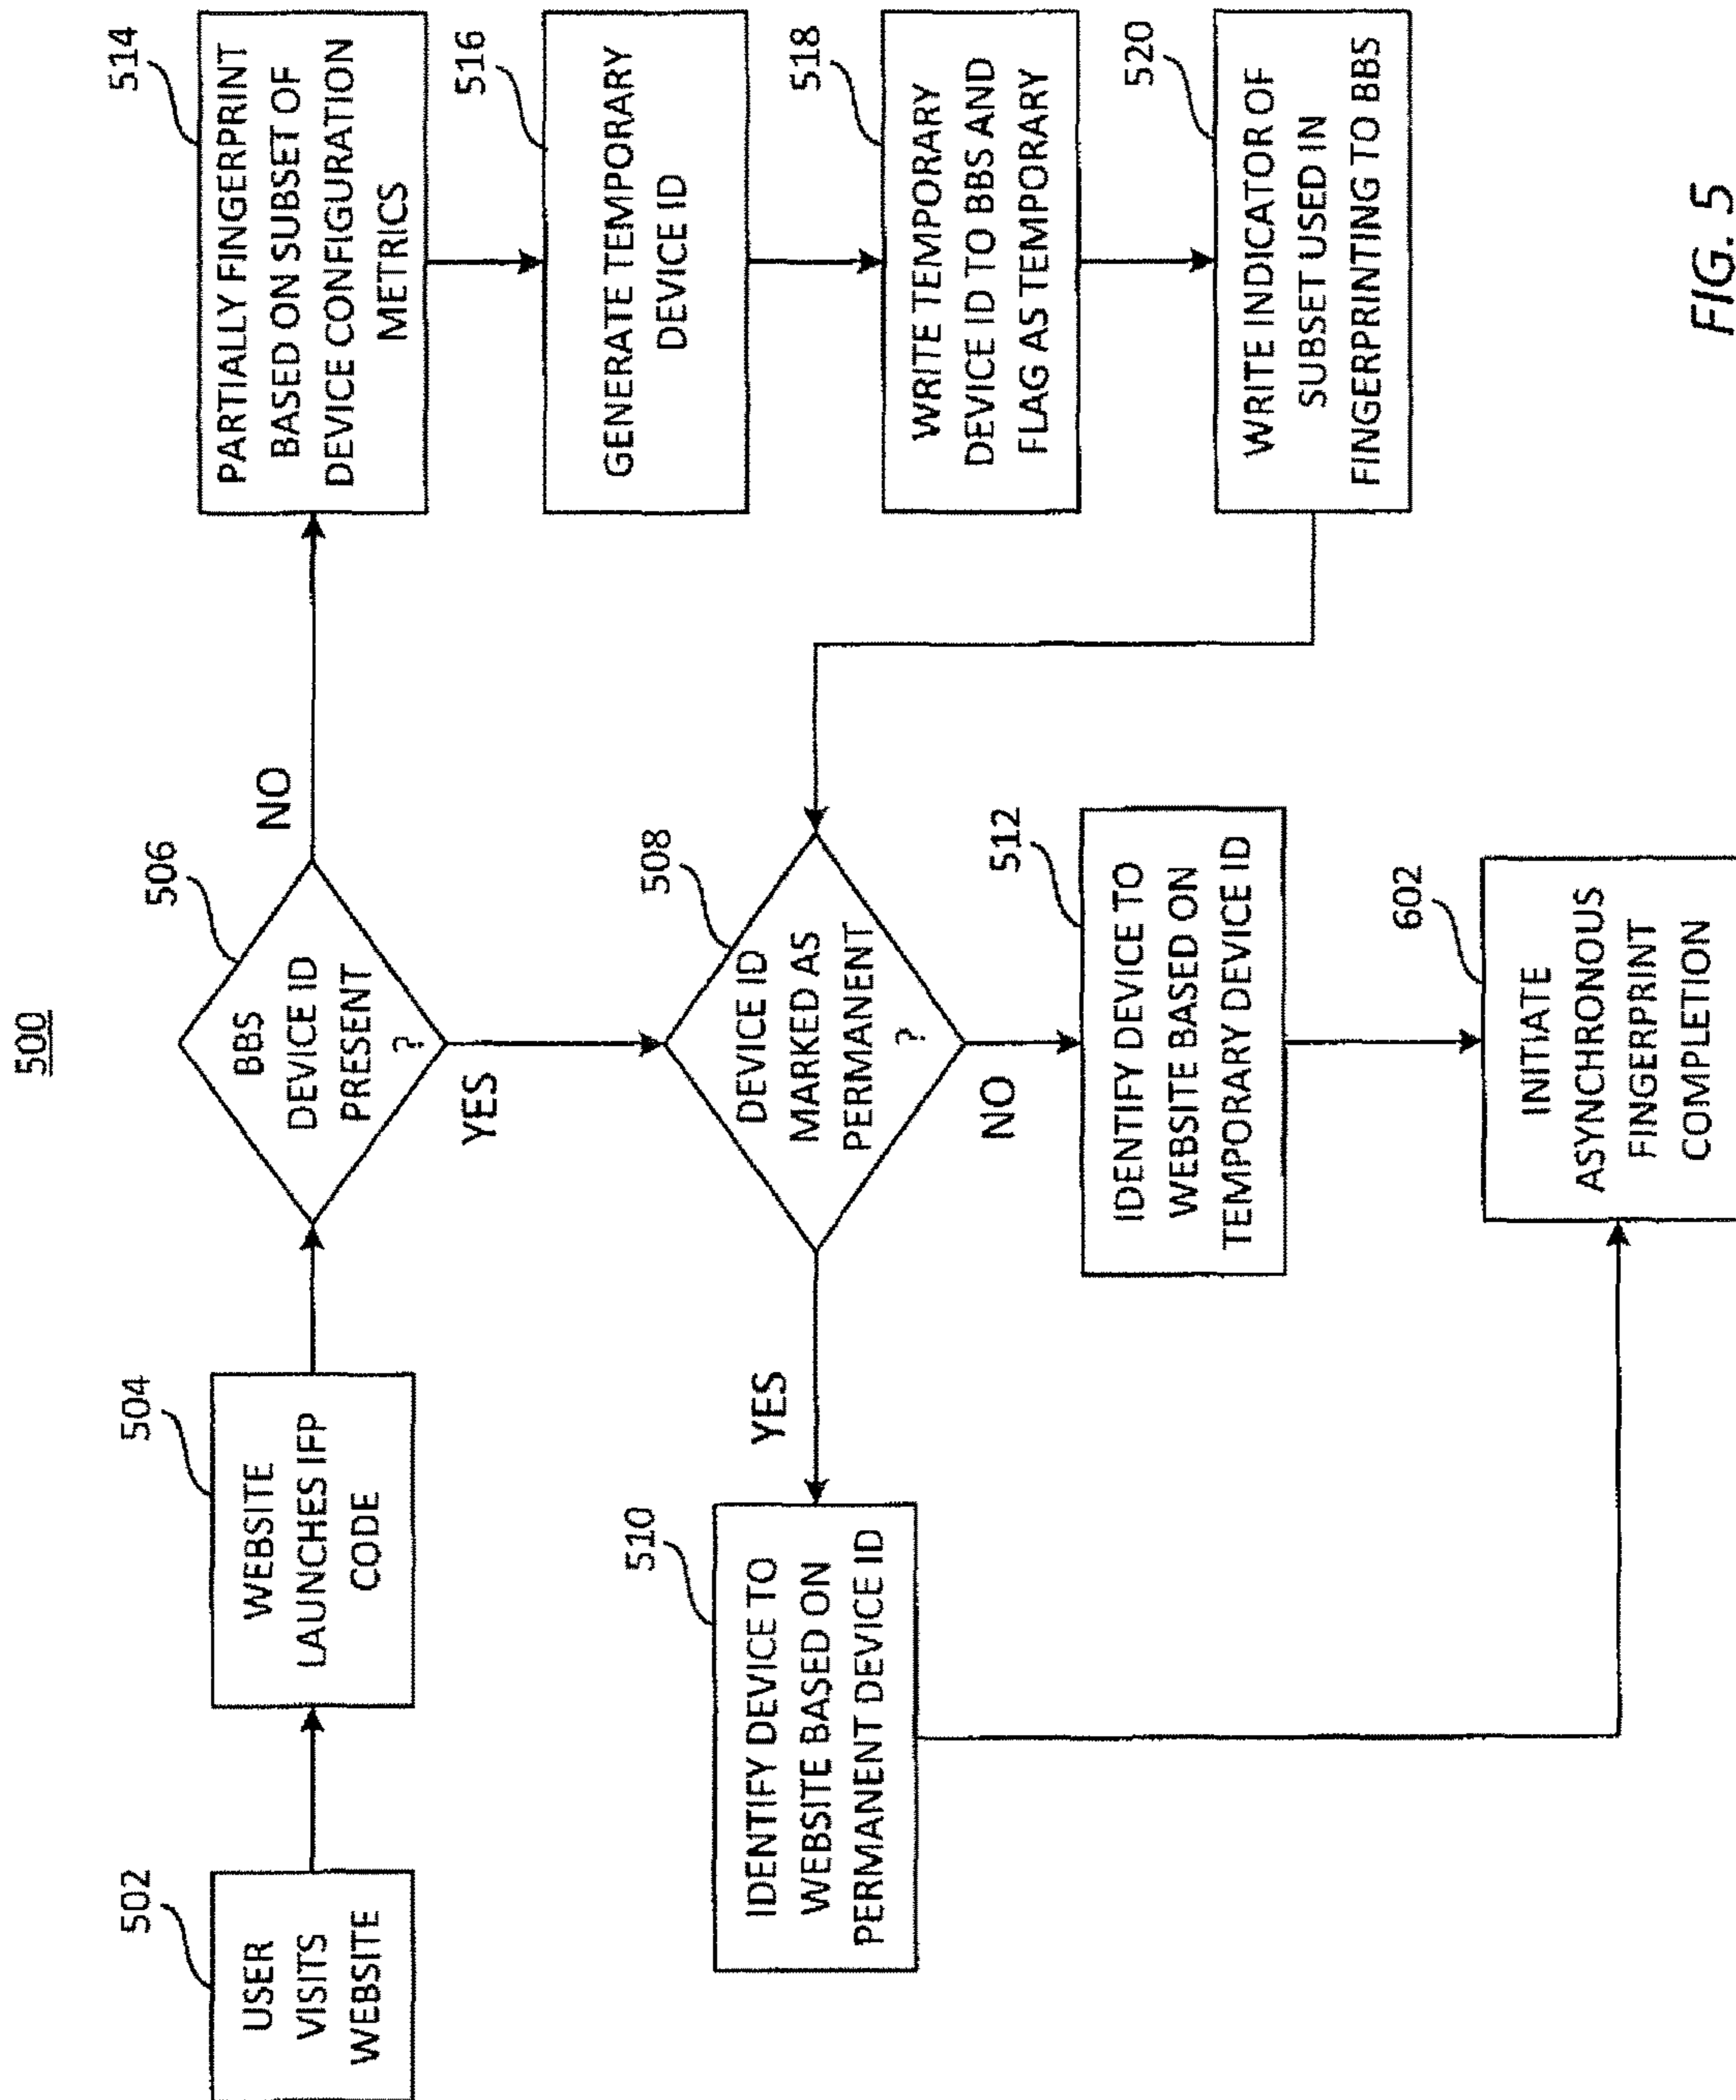 500
502
USER
VISITS
WEBSITE
504
WEBSITE
LAUNCHES IFP
CODE
506
BBS
DEVICE ID
PRESENT
?
NO
YES
514
PARTIALLY FINGERPRINT
BASED ON SUBSET OF
DEVICE CONFIGURATION
METRICS
516
GENERATE TEMPORARY
DEVICE ID
518
WRITE TEMPORARY
DEVICE ID TO BBS AND
FLAG AS TEMPORARY
520
WRITE INDICATOR OF
SUBSET USED IN
FINGERPRINTING TO BBS
508
DEVICE ID
MARKED AS
PERMANENT
?
YES
NO
510
IDENTIFY DEVICE TO
WEBSITE BASED ON
PERMANENT DEVICE ID
512
IDENTIFY DEVICE TO
WEBSITE BASED ON
TEMPORARY DEVICE ID
602
INITIATE
ASYNCHRONOUS
FINGERPRINT
COMPLETION
FIG. 5